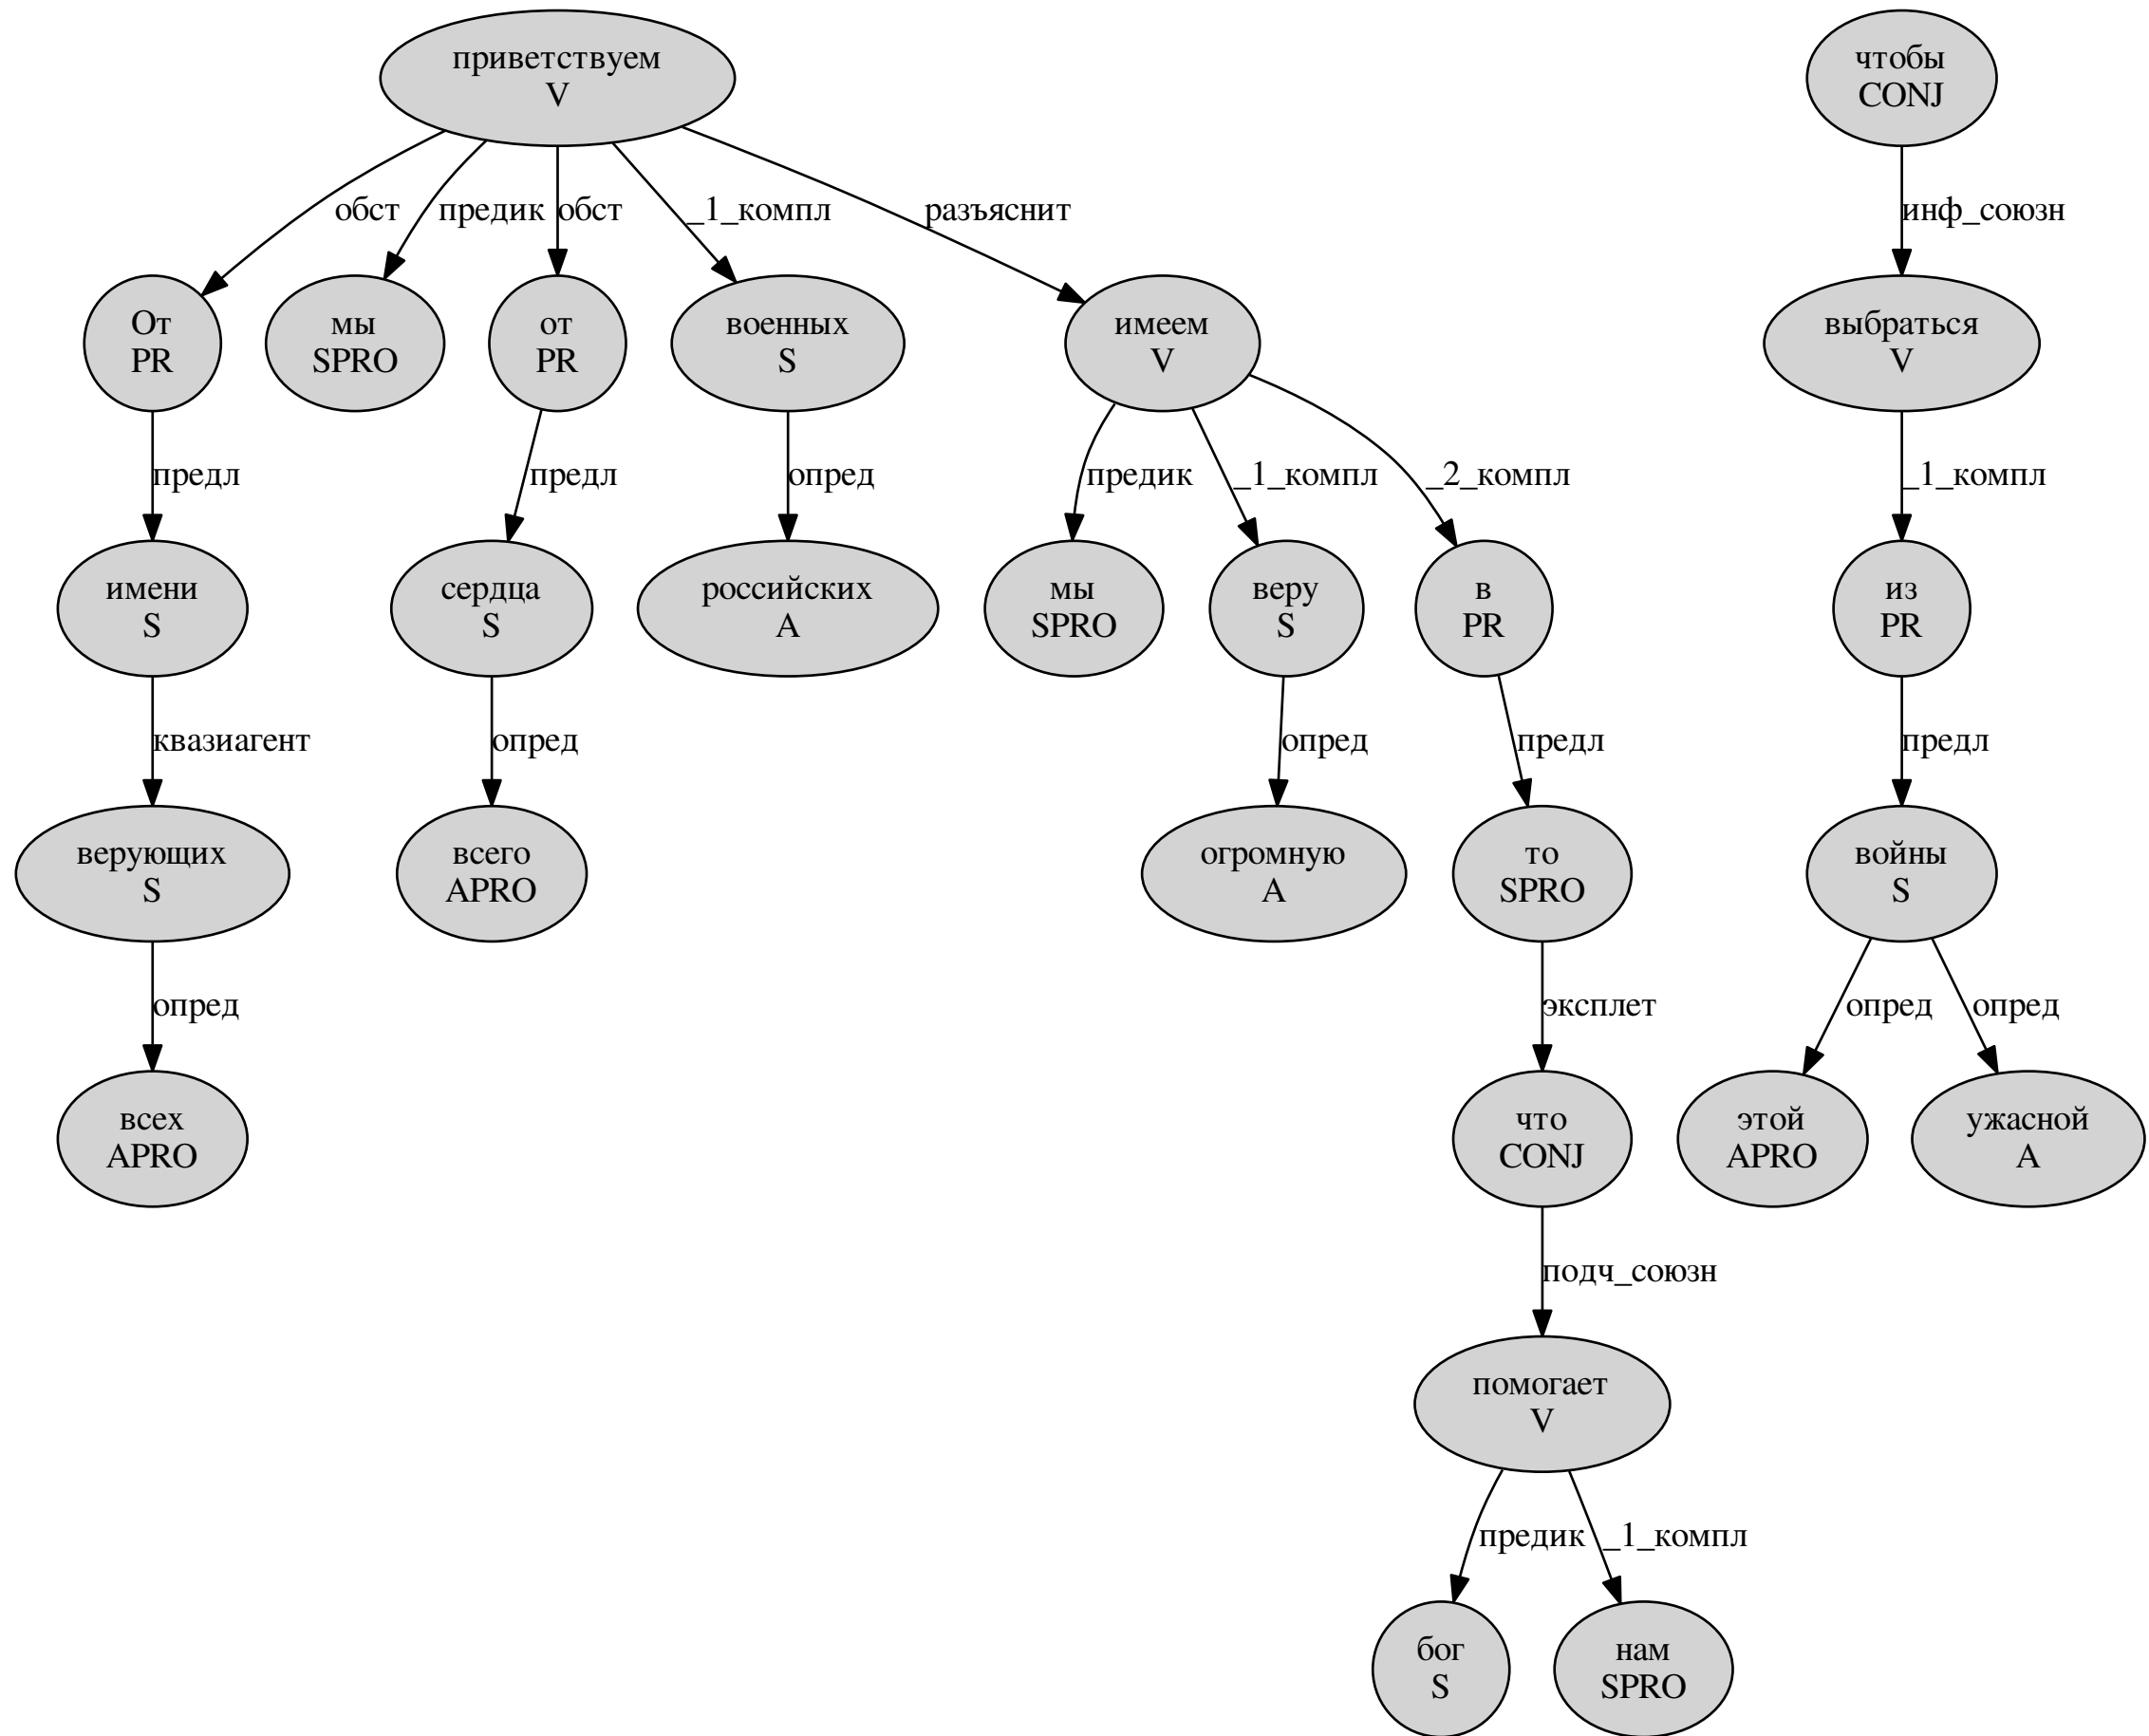 приветствуем
V
чтобы
CONJ
обст
предик
обст
_1_компл
разъяснит
инф_союзн
От
PR
мы
SPRO
от
PR
военных
S
имеем
V
выбраться
V
предл
предл
опред
предик
_1_компл
_2_компл
_1_компл
имени
S
сердца
S
российских
A
мы
SPRO
веру
S
в
PR
из
PR
квазиагент
опред
опред
предл
предл
верующих
S
всего
APRO
огромную
A
то
SPRO
войны
S
опред
эксплет
опред
опред
всех
APRO
что
CONJ
этой
APRO
ужасной
A
подч_союзн
помогает
V
предик
_1_компл
бог
S
нам
SPRO